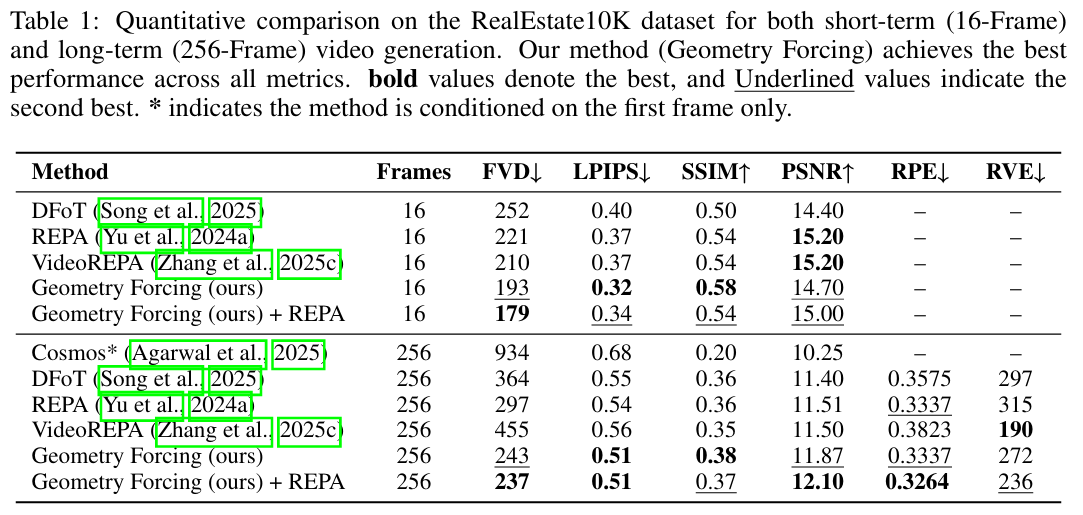 Table 1: Quantitative comparison on the RealEstate10K dataset for both short-term (16-Frame)
and long-term (256-Frame) video generation. Our method (Geometry Forcing) achieves the best
performance across all metrics. bold values denote the best, and Underlined values indicate the
second best. * indicates the method is conditioned on the first frame only.
Method Frames FVD↓ LPIPS↓ SSIM↑ PSNR↑ RPE↓ RVE↓
DFoT (Song et al., 2025) 16 252 0.40 0.50 14.40 – –
REPA (Yu et al., 2024a) 16 221 0.37 0.54 15.20 – –
VideoREPA (Zhang et al., 2025c) 16 210 0.37 0.54 15.20 – –
Geometry Forcing (ours) 16 193 0.32 0.58 14.70 – –
Geometry Forcing (ours) + REPA 16 179 0.34 0.54 15.00 – –
Cosmos* (Agarwal et al., 2025) 256 934 0.68 0.20 10.25 – –
DFoT (Song et al., 2025) 256 364 0.55 0.36 11.40 0.3575 297
REPA (Yu et al., 2024a) 256 297 0.54 0.36 11.51 0.3337 315
VideoREPA (Zhang et al., 2025c) 256 455 0.56 0.35 11.50 0.3823 190
Geometry Forcing (ours) 256 243 0.51 0.38 11.87 0.3337 272
Geometry Forcing (ours) + REPA 256 237 0.51 0.37 12.10 0.3264 236